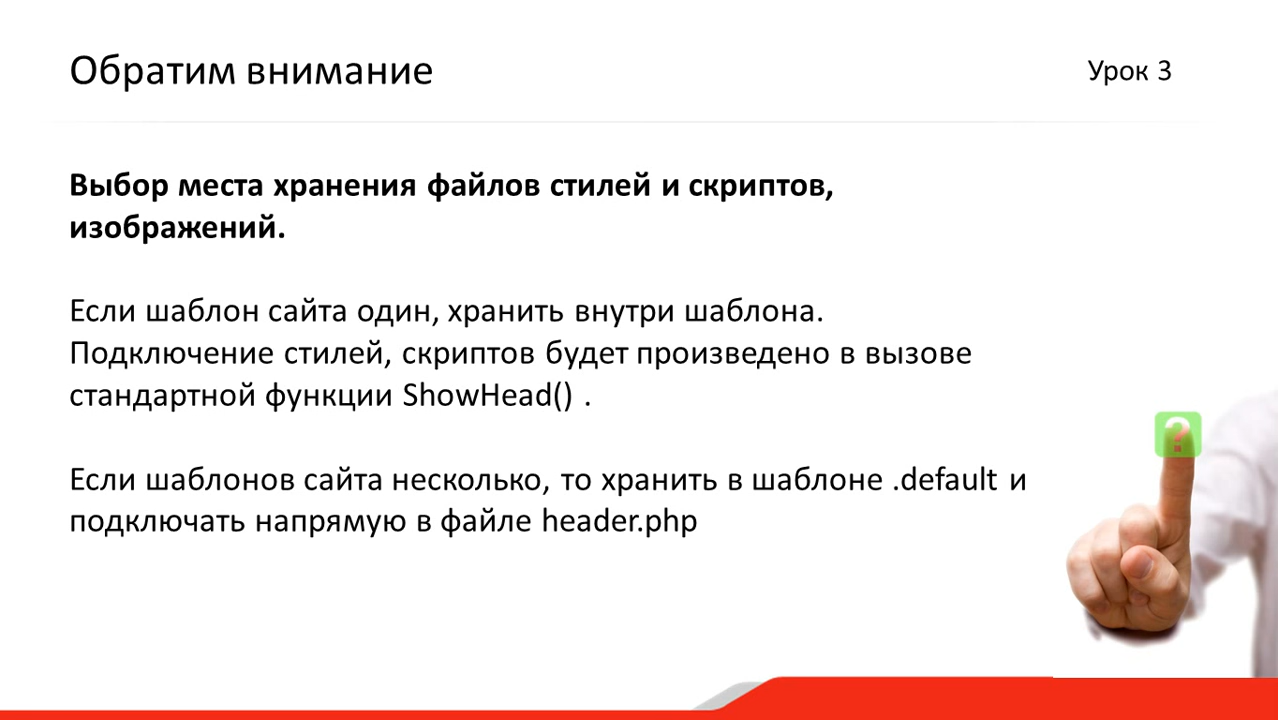 Обратим внимание
Урок 3
Выбор места хранения файлов стилей и скриптов,
изображений.
Если шаблон сайта один, хранить внутри шаблона.
Подключение стилей, скриптов будет произведено в вызове
стандартной функции ShowHead() .
Если шаблонов сайта несколько, то хранить в шаблоне .default и
подключать напрямую в файле header.php
?